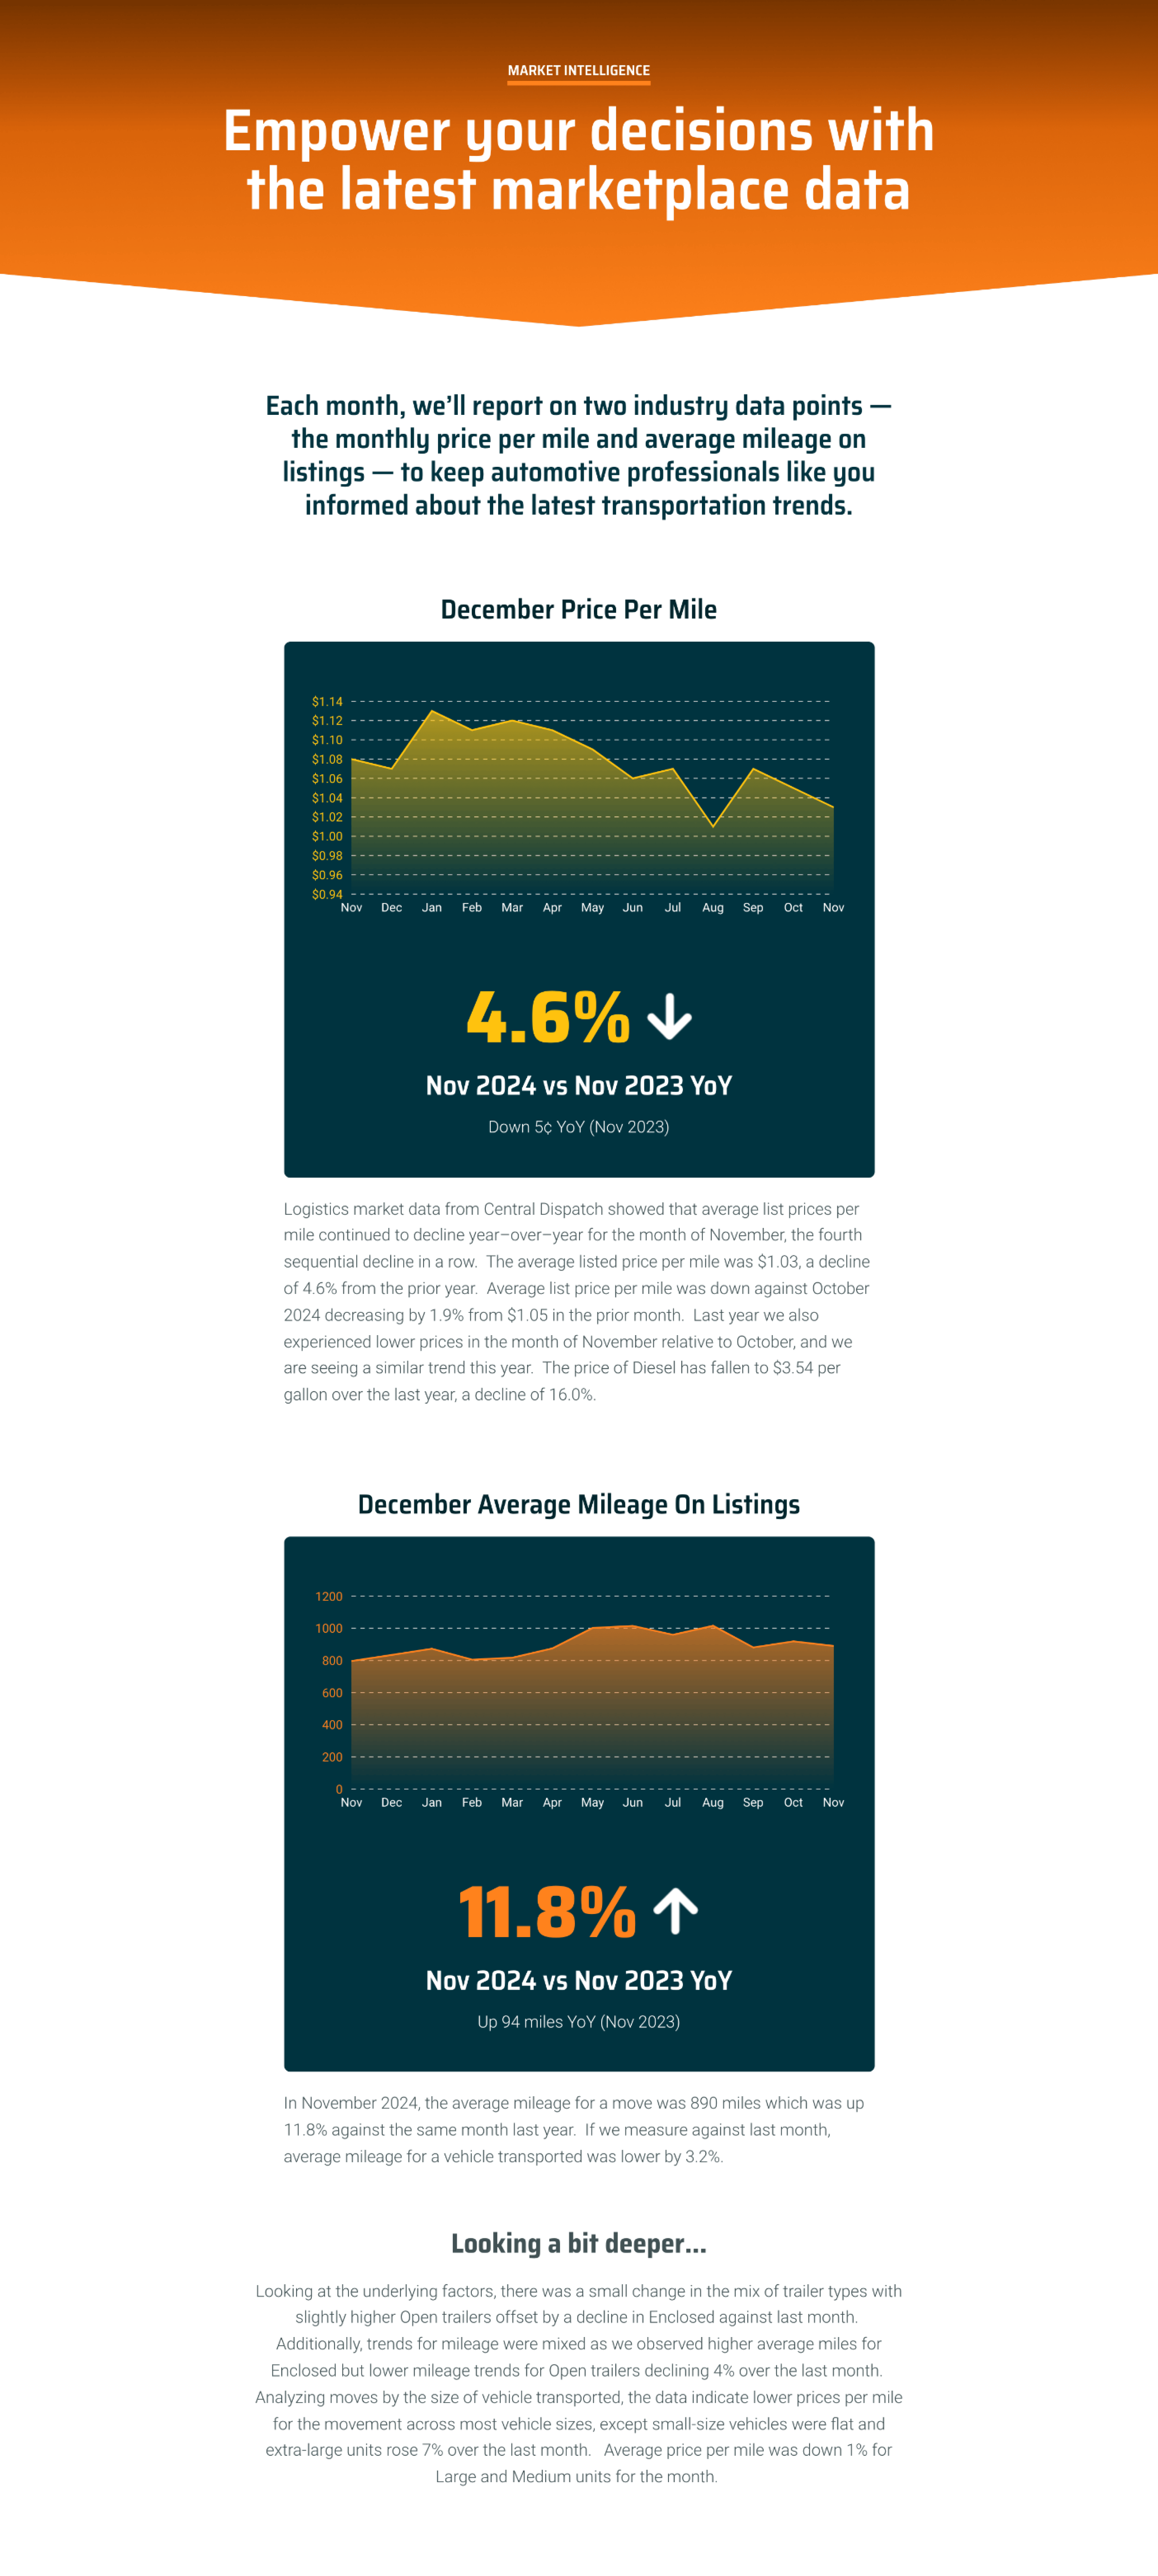 MARKET INTELLIGENCE
Empower your decisions with
the latest marketplace data
Each month, we’ll report on two industry data points —
the monthly price per mile and average mileage on
listings — to keep automotive professionals like you
informed about the latest transportation trends.
December Price Per Mile
$1.14
$1.12
$1.10
$1.08
$1.06
$1.04
$1.02
$1.00
$0.98
$0.96
$0.94
Nov Dec Jan Feb Mar Apr May Jun Jul Aug Sep Oct Nov
4.6%
Nov 2024 vs Nov 2023 YoY
Down 5¢ YoY (Nov 2023)
Logistics market data from Central Dispatch showed that average list prices per
mile continued to decline year–over–year for the month of November, the fourth
sequential decline in a row.  The average listed price per mile was $1.03, a decline
of 4.6% from the prior year.  Average list price per mile was down against October
2024 decreasing by 1.9% from $1.05 in the prior month.  Last year we also
experienced lower prices in the month of November relative to October, and we
are seeing a similar trend this year.  The price of Diesel has fallen to $3.54 per
gallon over the last year, a decline of 16.0%.
December Average Mileage On Listings
1200
1000
800
600
400
200
0
Nov Dec Jan Feb Mar Apr May Jun Jul Aug Sep Oct Nov
11.8%
Nov 2024 vs Nov 2023 YoY
Up 94 miles YoY (Nov 2023)
In November 2024, the average mileage for a move was 890 miles which was up
11.8% against the same month last year.  If we measure against last month,
average mileage for a vehicle transported was lower by 3.2%.
Looking a bit deeper...
Looking at the underlying factors, there was a small change in the mix of trailer types with
slightly higher Open trailers offset by a decline in Enclosed against last month.
Additionally, trends for mileage were mixed as we observed higher average miles for
Enclosed but lower mileage trends for Open trailers declining 4% over the last month.
Analyzing moves by the size of vehicle transported, the data indicate lower prices per mile
for the movement across most vehicle sizes, except small-size vehicles were flat and
extra-large units rose 7% over the last month.   Average price per mile was down 1% for
Large and Medium units for the month.